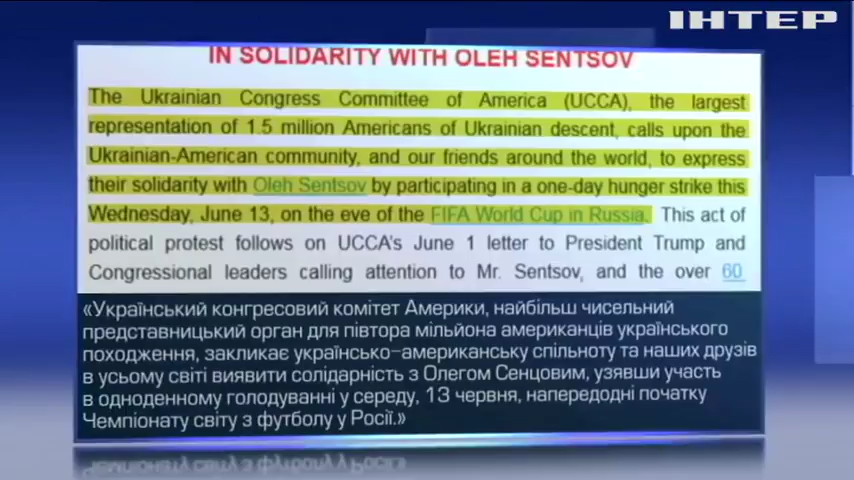 ІНТЕР
IN SOLIDARITY WITH OLEH SENTSOV
The Ukrainian Congress Committee of America (UCCA), the largest
representation of 1.5 million Americans of Ukrainian descent, calls upon the
Ukrainian-American community, and our friends around the world, to express
their solidarity with Oleh Sentsov by participating in a one-day hunger strike this
Wednesday, June 13, on the eve of the FIFA World Cup in Russia. This act of
political protest follows on UCCA's June 1 letter to President Trump and
Congressional leaders calling attention to Mr. Sentsov, and the over 60
«Український конгресовий комітет Америки, найбільш чисельний
представницький орган для півтора мільйона американців українського
походження, закликає українсько-американську спільноту та наших друзів
в усьому світі виявити солідарність з Олегом Сенцовим, узявши участь
в одноденному голодуванні у середу, 13 червня, напередодні початку
Чемпіонату світу з футболу у Росії.»